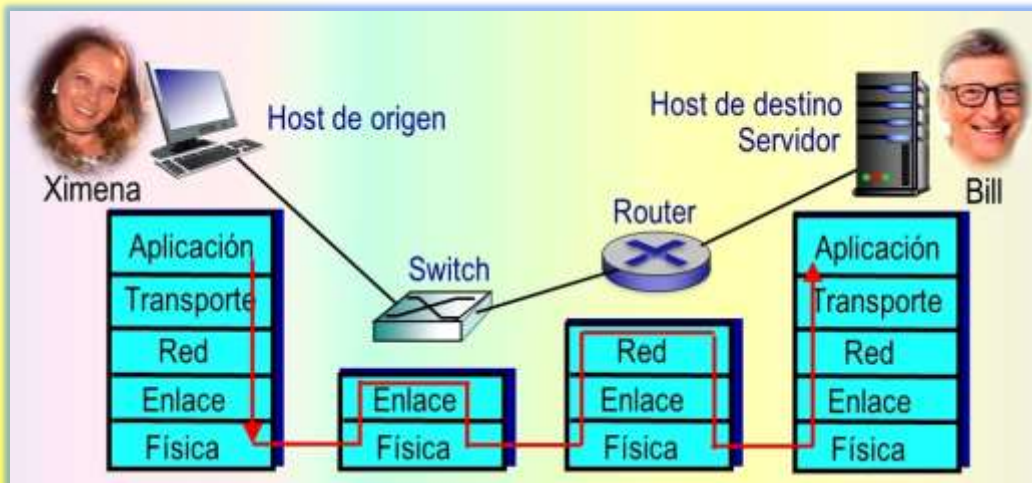 Host de origen
Ximena
Host de destino
Servidor
Bill
Router
Switch
Aplicación
Transporte
Red
Enlace
Física
Enlace
Física
Red
Enlace
Física
Aplicación
Transporte
Red
Enlace
Física